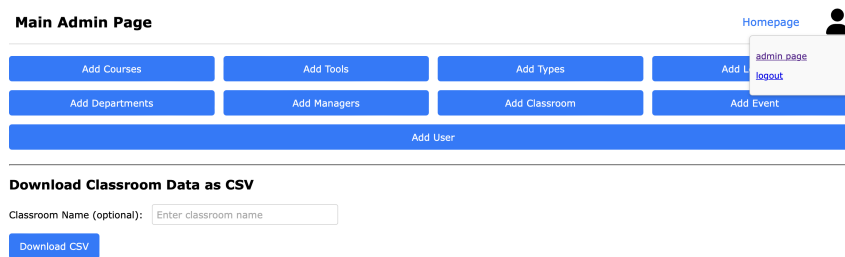 Main Admin Page
Homepage
admin page
logout
Add Courses
Add Tools
Add Types
Add
Add Departments
Add Managers
Add Classroom
Add Event
Add User
Download Classroom Data as CSV
Classroom Name (optional):
Enter classroom name
Download CSV